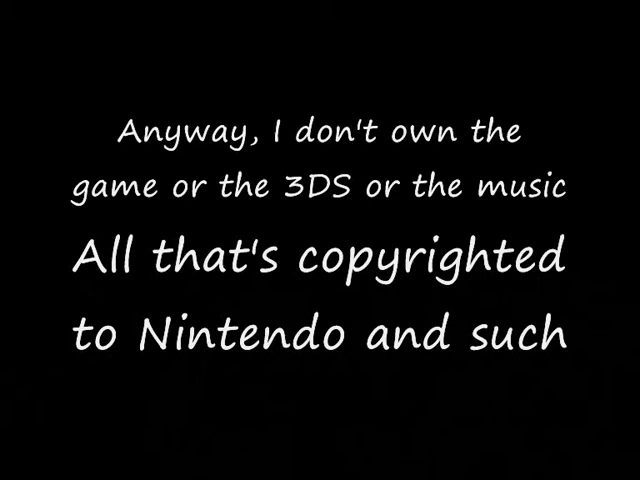 Anyway, I don't own the
game or the 3DS or the music
All that's copyrighted
to Nintendo and such